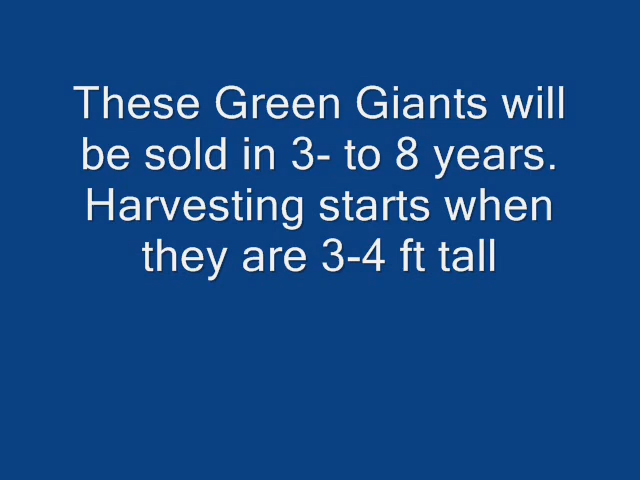 These Green Giants will
be sold in 3- to 8 years.
Harvesting starts when
they are 3-4 ft tall